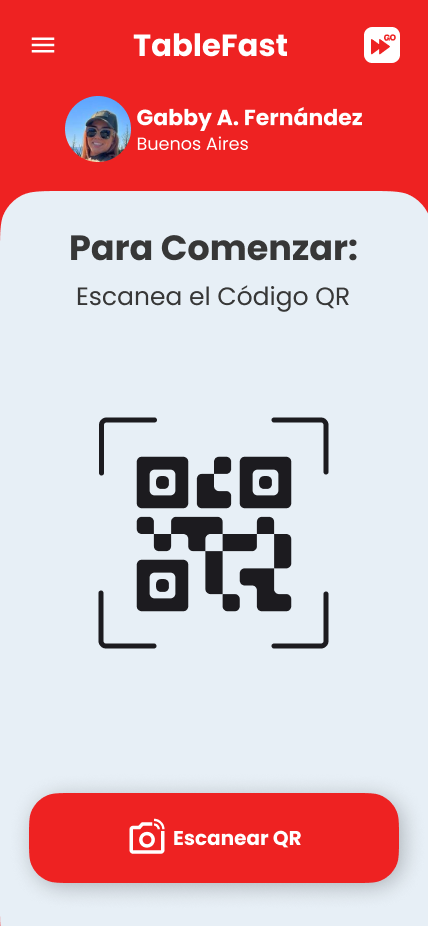 TableFast
GO
Gabby A. Fernández
Buenos Aires
Para Comenzar:
Escanea el Código QR
Escanear QR